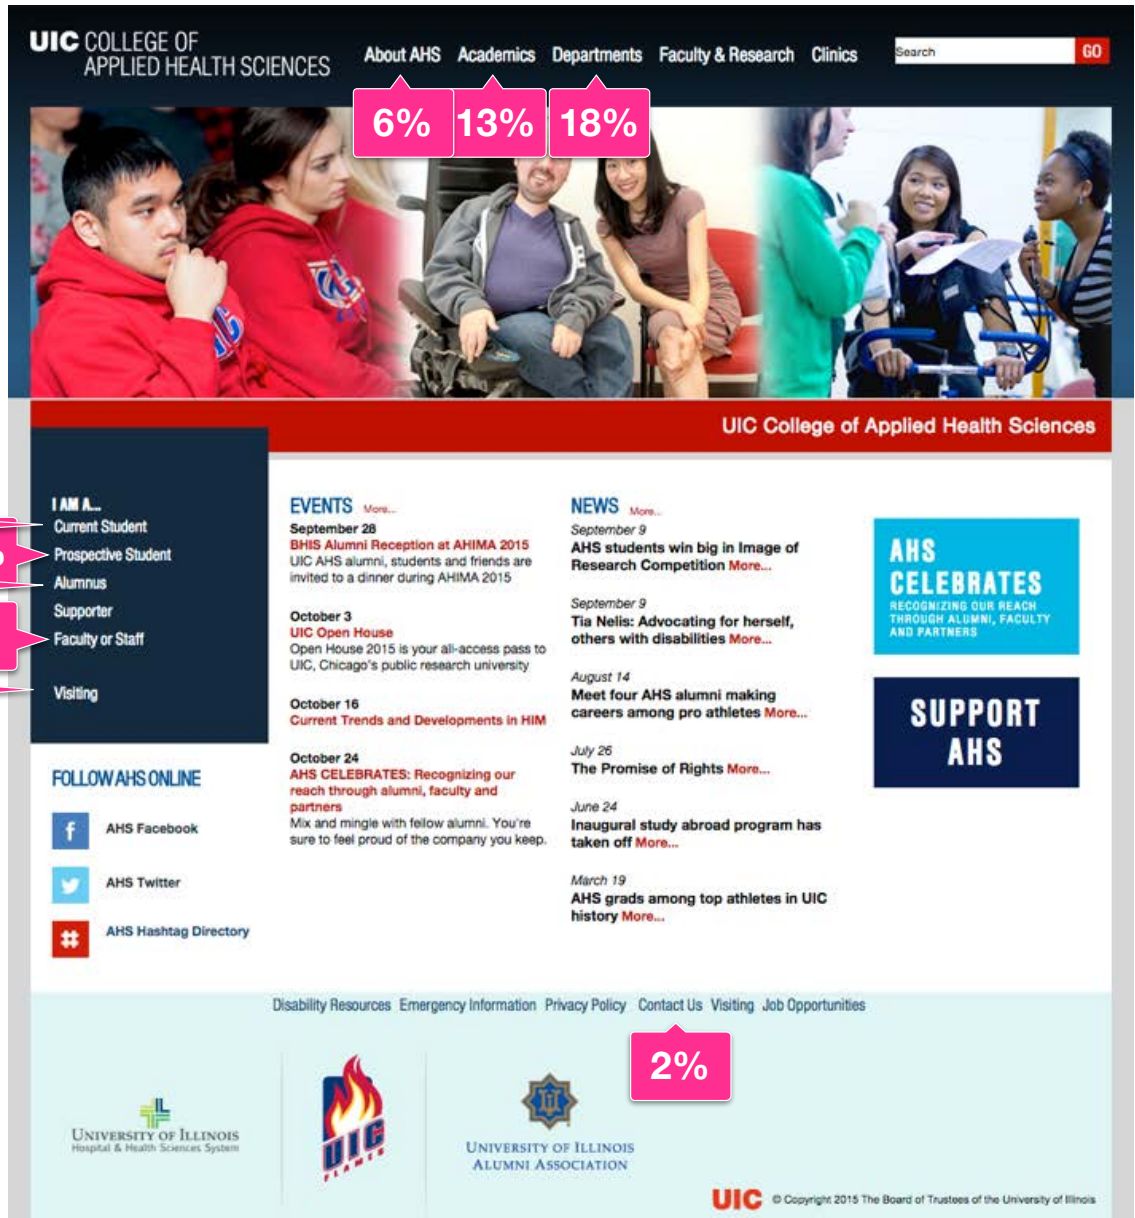 UIC COLLEGE OF
APPLIED HEALTH SCIENCES
About AHS Academics Departments Faculty & Research Clinics
Search GO
6% 13% 18%
UIC College of Applied Health Sciences
I AM A...
Current Student
Prospective Student
Alumnus
Supporter
Faculty or Staff
Visiting
FOLLOW AHS ONLINE
AHS Facebook
AHS Twitter
AHS Hashtag Directory
EVENTS More...
September 28
BHIS Alumni Reception at AHIMA 2015
UIC AHS alumni, students and friends are
invited to a dinner during AHIMA 2015
October 3
UIC Open House
Open House 2015 is your all-access pass to
UIC, Chicago's public research university
October 16
Current Trends and Developments in HIM
October 24
AHS CELEBRATES: Recognizing our
reach through alumni, faculty and
partners
Mix and mingle with fellow alumni. You're
sure to feel proud of the company you keep.
NEWS More...
September 9
AHS students win big in Image of
Research Competition More...
September 9
Tia Nelis: Advocating for herself,
others with disabilities More...
August 14
Meet four AHS alumni making
careers among pro athletes More...
July 26
The Promise of Rights More...
June 24
Inaugural study abroad program has
taken off More...
March 19
AHS grads among top athletes in UIC
history More...
AHS
CELEBRATES
RECOGNIZING OUR REACH
THROUGH ALUMNI, FACULTY
AND PARTNERS
SUPPORT
AHS
Disability Resources Emergency Information Privacy Policy Contact Us Visiting Job Opportunities
2%
UNIVERSITY OF ILLINOIS
Hospital & Health Sciences System
UIC
FLAMES
UNIVERSITY OF ILLINOIS
ALUMNI ASSOCIATION
UIC © Copyright 2015 The Board of Trustees of the University of Illinois